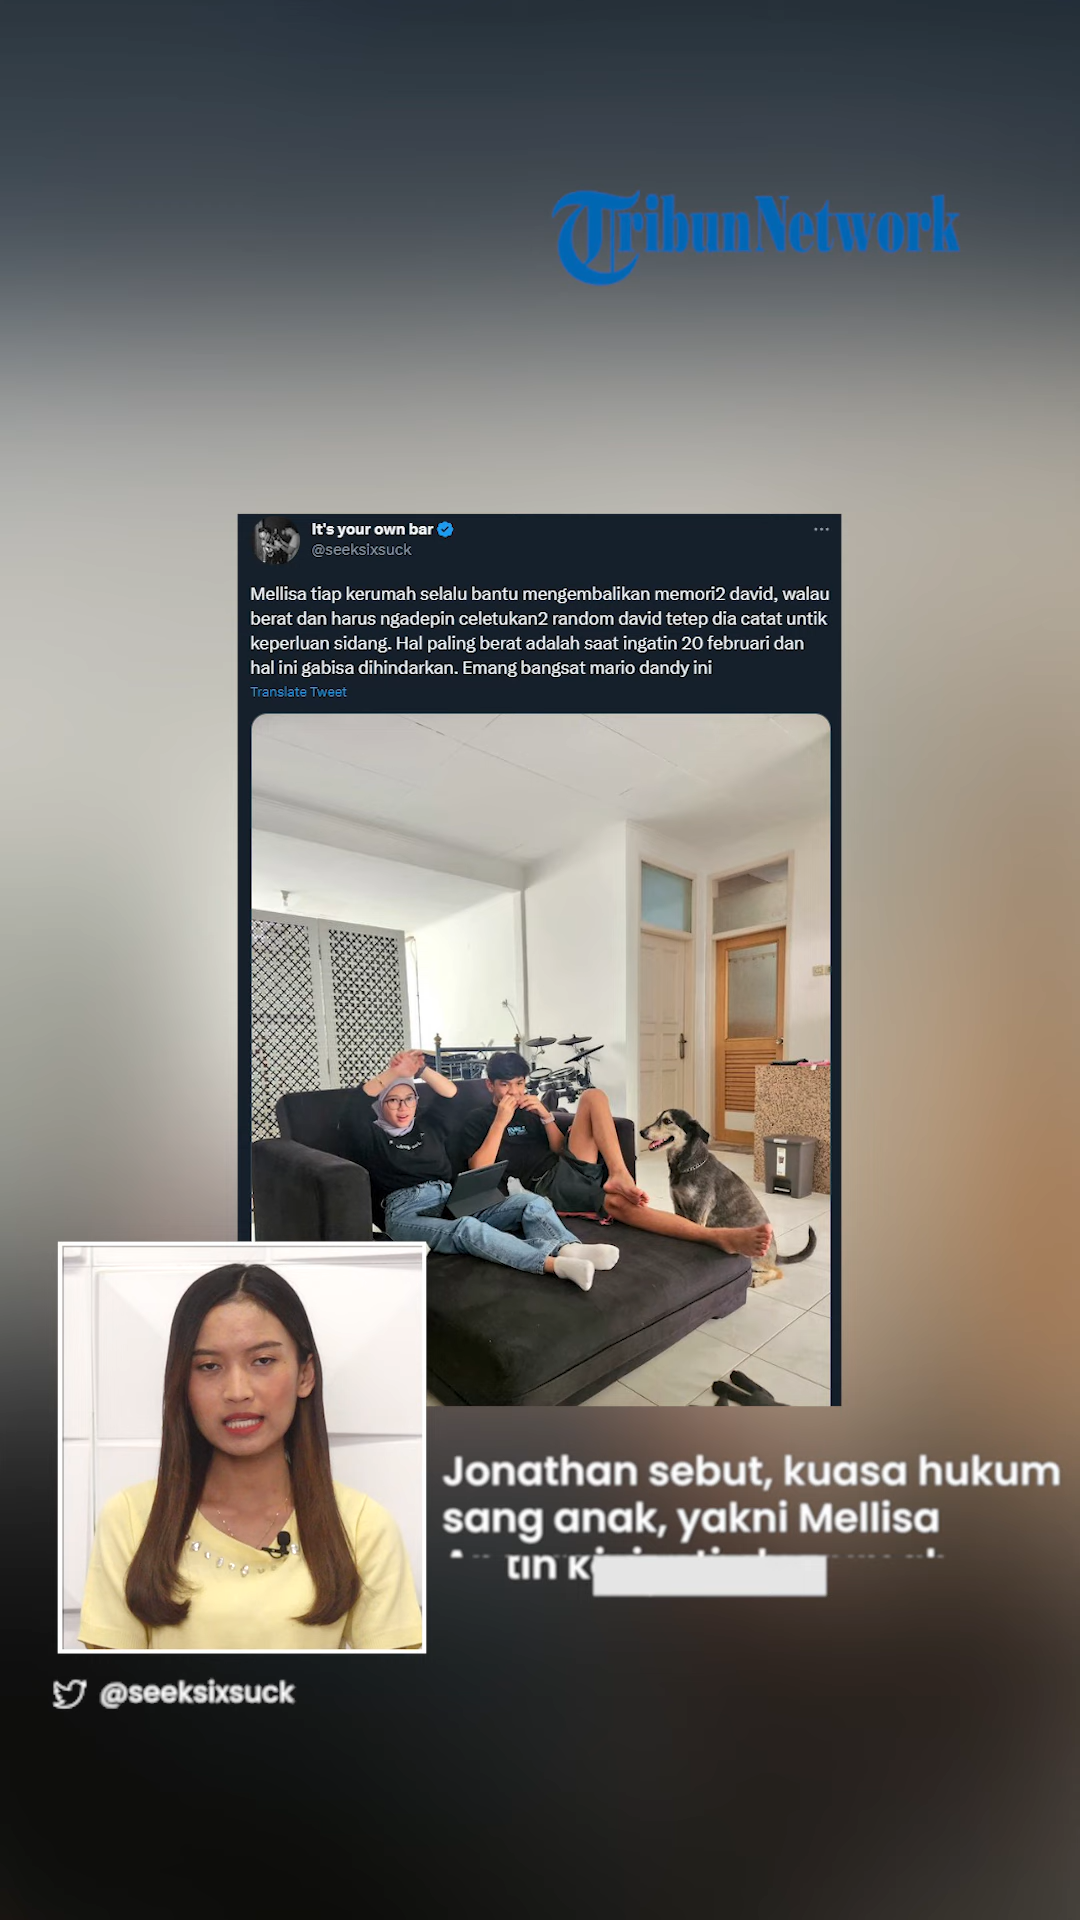 TribunNetwork
It's your own bar
@seeksixsuck
Mellisa tiap kerumah selalu bantu mengembalikan memori2 david, walau
berat dan harus ngadepin celetukan2 random david tetep dia catat untik
keperluan sidang. Hal paling berat adalah saat ingatin 20 februari dan
hal ini gabisa dihindarkan. Emang bangsat mario dandy ini
Translate Tweet
Jonathan sebut, kuasa hukum
sang anak, yakni Mellisa
@seeksixsuck